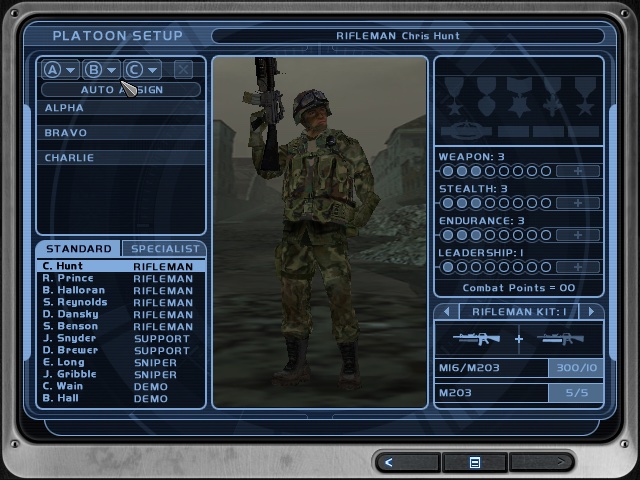 PLATOON SETUP
RIFLEMAN Chris Hunt
A B C
AUTO ASSIGN
ALPHA
BRAVO
CHARLIE
STANDARD SPECIALIST
C. Hunt RIFLEMAN
R. Prince RIFLEMAN
B. Halloran RIFLEMAN
S. Reynolds RIFLEMAN
D. Dansky RIFLEMAN
S. Benson RIFLEMAN
J. Snyder SUPPORT
D. Brewer SUPPORT
E. Long SNIPER
J. Gribble SNIPER
C. Wain DEMO
B. Hall DEMO
WEAPON: 3
STEALTH: 3
ENDURANCE: 3
LEADERSHIP: 1
Combat Points = 00
RIFLEMAN KIT: 1
+
M16/M203 300/10
M203 5/5